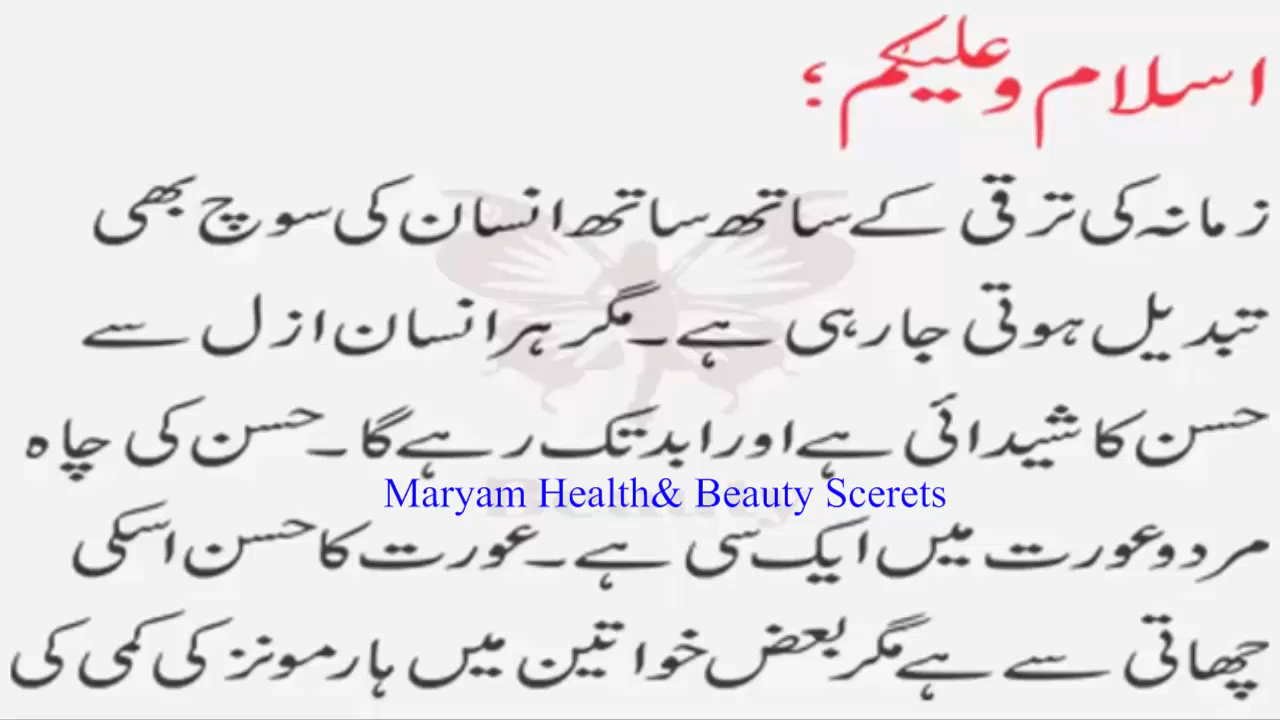 اسلام و علیکم ؛
زمانہ کی ترقی کے ساتھ ساتھ انسان کی سوچ بھی
تبدیل ہوتی جارہی ہے۔مگر ہر انسان ازل سے
حسن کا شیدائی ہے اور ابد تک رہے گا۔حسن کی چاہ
Maryam Health& Beauty Scerets
مرد و عورت میں ایک سی ہے۔عورت کا حسن اسکی
چھاتی سے ہے مگر بعض خواتین میں ہارمونز کی کمی کی